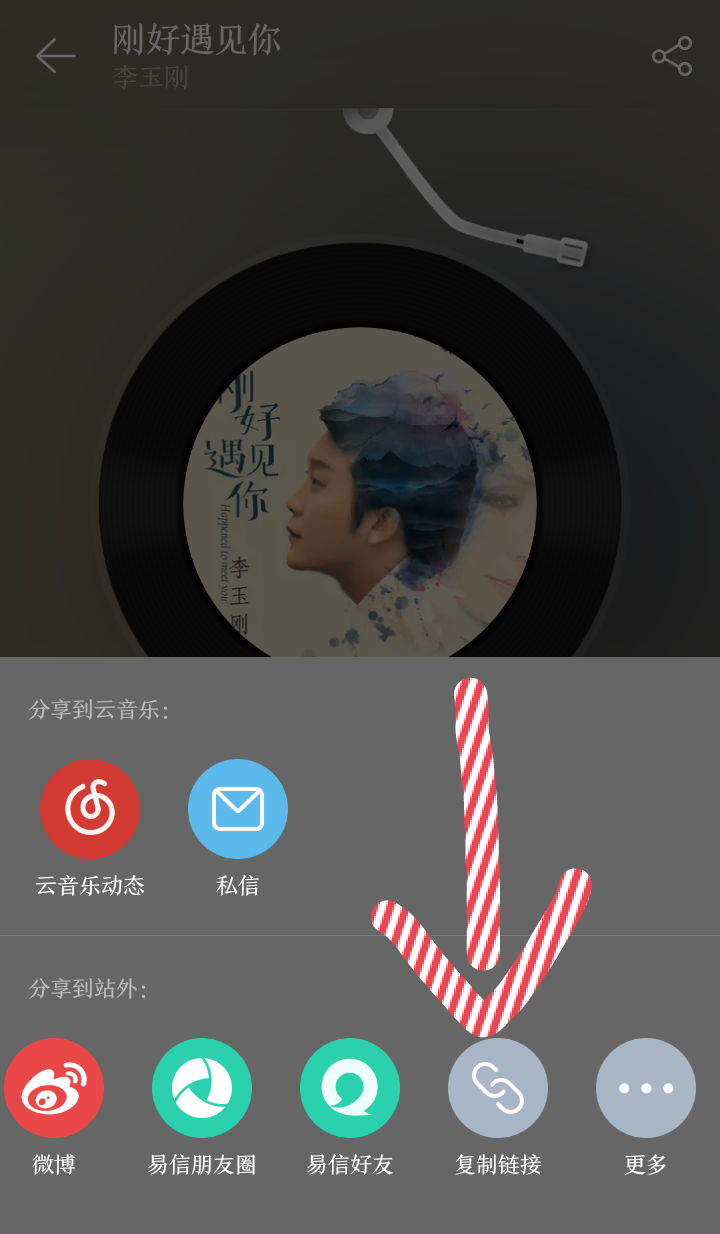 刚好遇见你
李玉刚
刚好
遇见
你
Happened to meet you
李玉刚
分享到云音乐:
云音乐动态
私信
分享到站外:
微博
易信朋友圈
易信好友
复制链接
更多